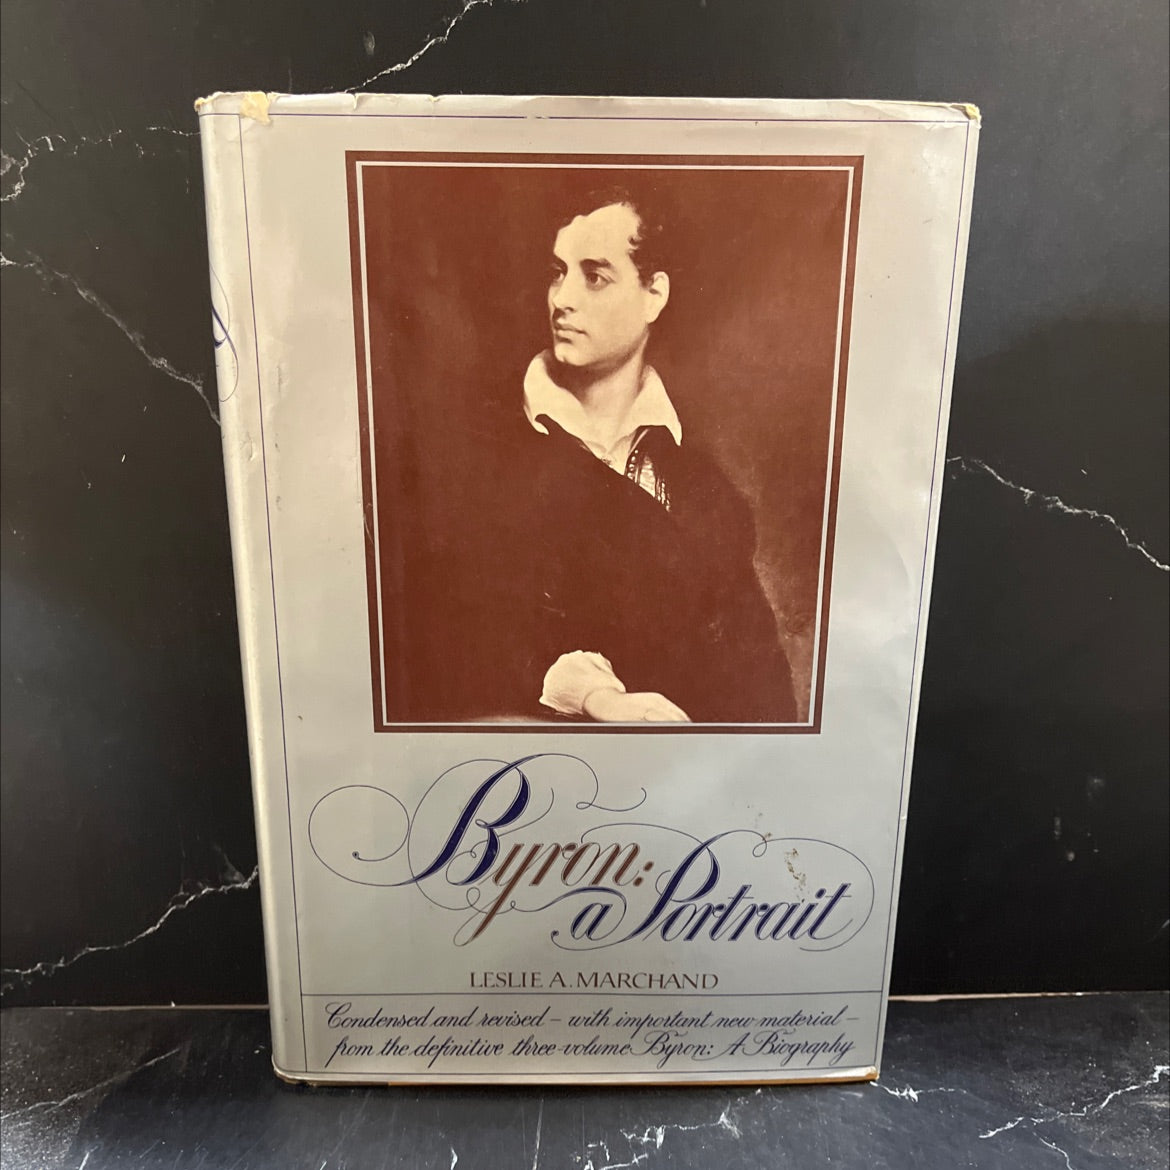 Byron:
a Portrait
LESLIE A. MARCHAND
Condensed and revised – with important new material –
from the definitive three-volume Byron: A Biography